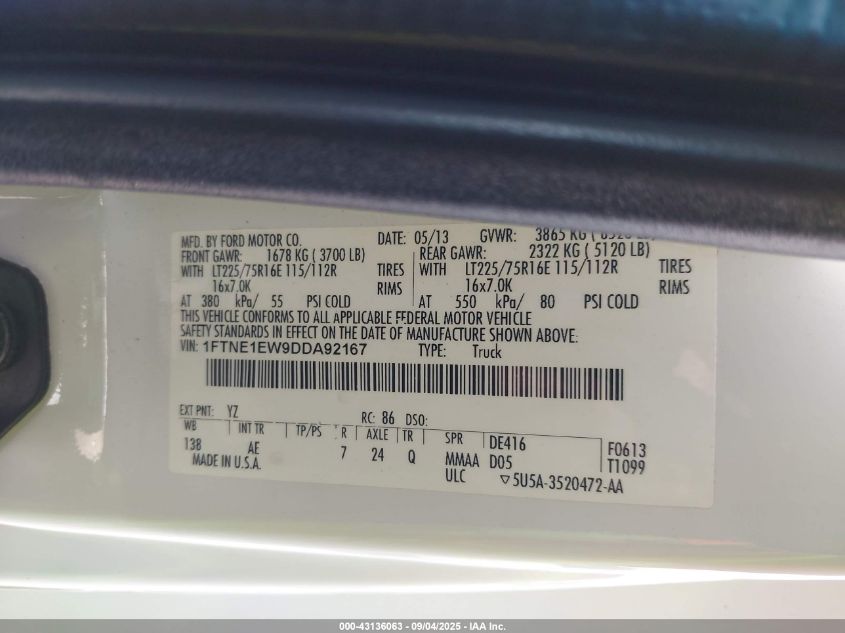 MFD. BY FORD MOTOR CO. DATE: 05/13 GVWR: 3865 KG
FRONT GAWR: 1678 KG ( 3700 LB) REAR GAWR: 2322 KG ( 5120 LB)
WITH LT225/75R16E 115/112R TIRES WITH LT225/75R16E 115/112R TIRES
16x7.0K RIMS 16x7.0K RIMS
AT 380 kPa/ 55 PSI COLD AT 550 kPa/ 80 PSI COLD
THIS VEHICLE CONFORMS TO ALL APPLICABLE FEDERAL MOTOR VEHICLE
SAFETY STANDARDS IN EFFECT ON THE DATE OF MANUFACTURE SHOWN ABOVE.
VIN: 1FTNE1EW9DDA92167 TYPE: Truck
EXT PNT: YZ RC: 86 DSO:
WB INT TR TP/PS R AXLE TR SPR DE416 F0613
138 AE 7 24 Q MMAA D05 T1099
MADE IN U.S.A. ULC ▽5U5A-3520472-AA
000-43136063 - 09/04/2025 - IAA Inc.